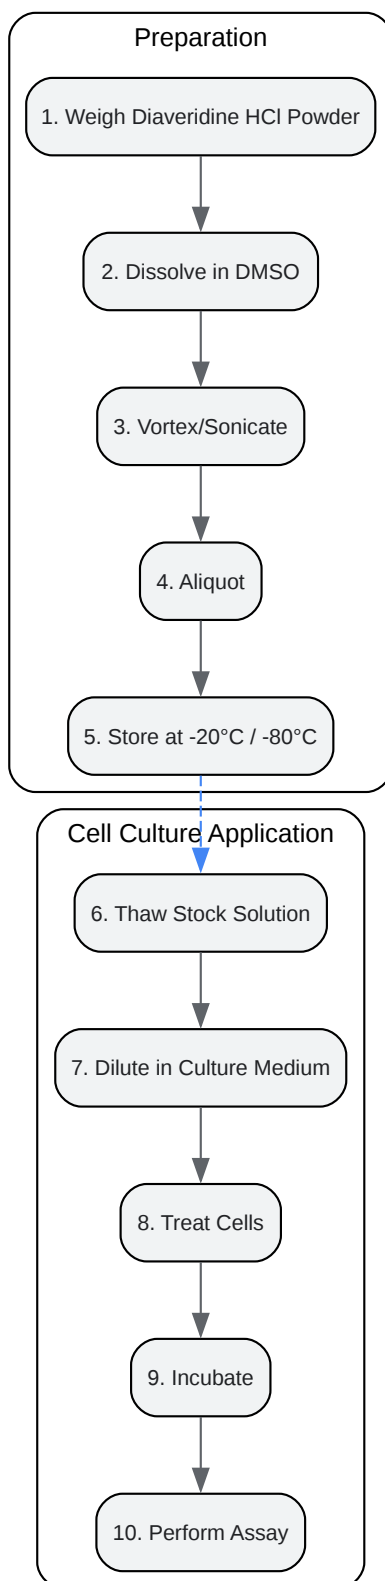 Preparation
1. Weigh Diaveridine HCl Powder
2. Dissolve in DMSO
3. Vortex/Sonicate
4. Aliquot
5. Store at -20°C / -80°C
Cell Culture Application
6. Thaw Stock Solution
7. Dilute in Culture Medium
8. Treat Cells
9. Incubate
10. Perform Assay